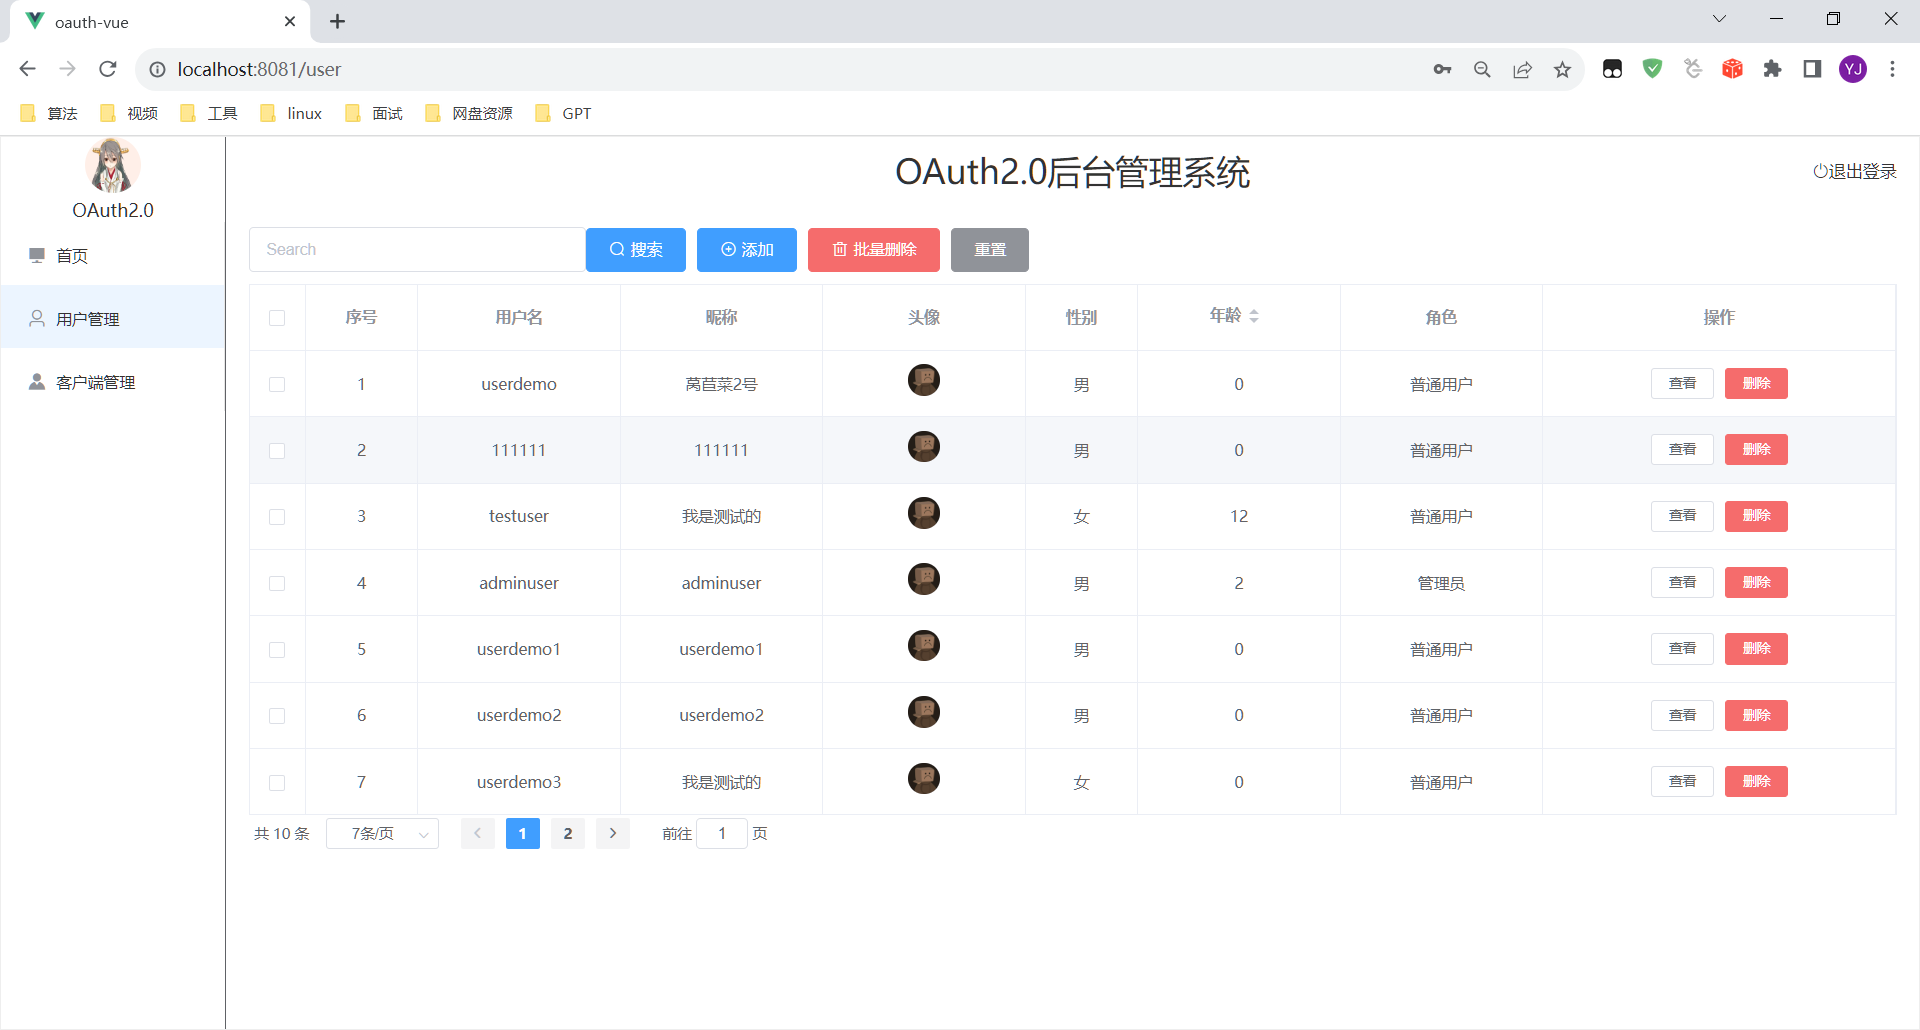 oauth-vue
localhost:8081/user
YJ
算法 视频 工具 linux 面试 网盘资源 GPT
OAuth2.0
首页
用户管理
客户端管理
OAuth2.0后台管理系统
退出登录
Search 搜索 添加 批量删除 重置
序号 用户名 昵称 头像 性别 年龄 角色 操作
1 userdemo 莴苣菜2号 男 0 普通用户 查看 删除
2 111111 111111 男 0 普通用户 查看 删除
3 testuser 我是测试的 女 12 普通用户 查看 删除
4 adminuser adminuser 男 2 管理员 查看 删除
5 userdemo1 userdemo1 男 0 普通用户 查看 删除
6 userdemo2 userdemo2 男 0 普通用户 查看 删除
7 userdemo3 我是测试的 女 0 普通用户 查看 删除
共 10 条 7条/页 1 2 前往 1 页